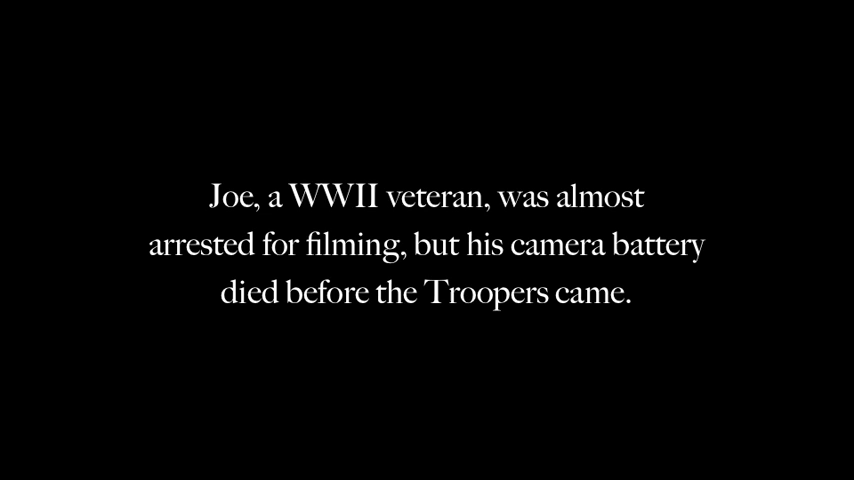 Joe, a WWII veteran, was almost
arrested for filming, but his camera battery
died before the Troopers came.